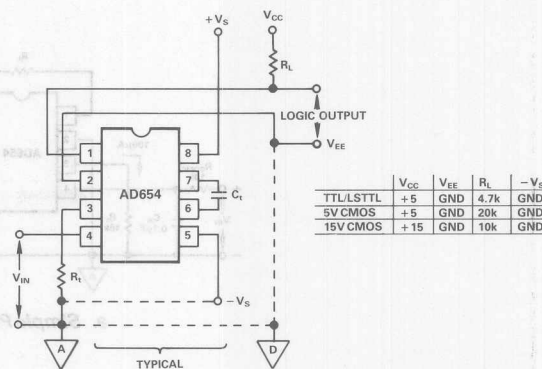 +VS
VCC
RL
LOGIC OUTPUT
VEE
1
2
3
4
8
7
6
5
AD654
Ct
VIN
Rt
-VS
A
D
TYPICAL
VCC VEE RL -VS
TTL/LSTTL +5 GND 4.7k GND
5V CMOS +5 GND 20k GND
15V CMOS +15 GND 10k GND